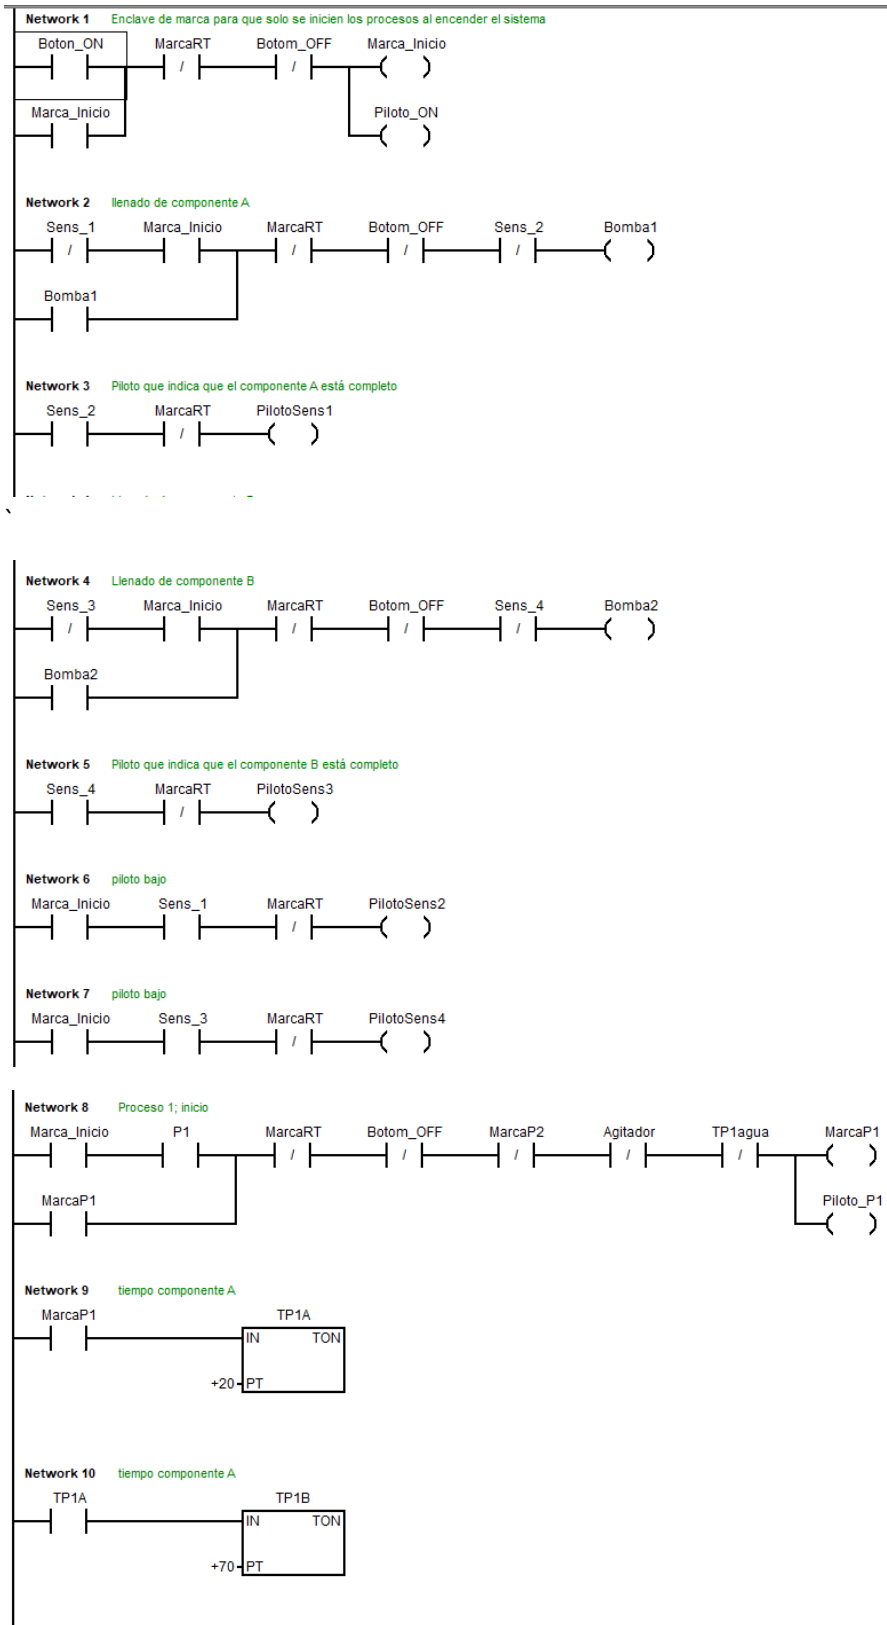 Network 1 Enclave de marca para que solo se inicien los procesos al encender el sistema
Boton_ON MarcaRT Botom_OFF Marca_Inicio
/ /
Marca_Inicio Piloto_ON
Network 2 llenado de componente A
Sens_1 Marca_Inicio MarcaRT Botom_OFF Sens_2 Bomba1
/ / / /
Bomba1
Network 3 Piloto que indica que el componente A está completo
Sens_2 MarcaRT PilotoSens1
/
`
Network 4 Llenado de componente B
Sens_3 Marca_Inicio MarcaRT Botom_OFF Sens_4 Bomba2
/ / / /
Bomba2
Network 5 Piloto que indica que el componente B está completo
Sens_4 MarcaRT PilotoSens3
/
Network 6 piloto bajo
Marca_Inicio Sens_1 MarcaRT PilotoSens2
/
Network 7 piloto bajo
Marca_Inicio Sens_3 MarcaRT PilotoSens4
/
Network 8 Proceso 1; inicio
Marca_Inicio P1 MarcaRT Botom_OFF MarcaP2 Agitador TP1agua MarcaP1
/ / / / /
MarcaP1 Piloto_P1
Network 9 tiempo componente A
MarcaP1 TP1A
IN TON
+20 PT
Network 10 tiempo componente A
TP1A TP1B
IN TON
+70 PT